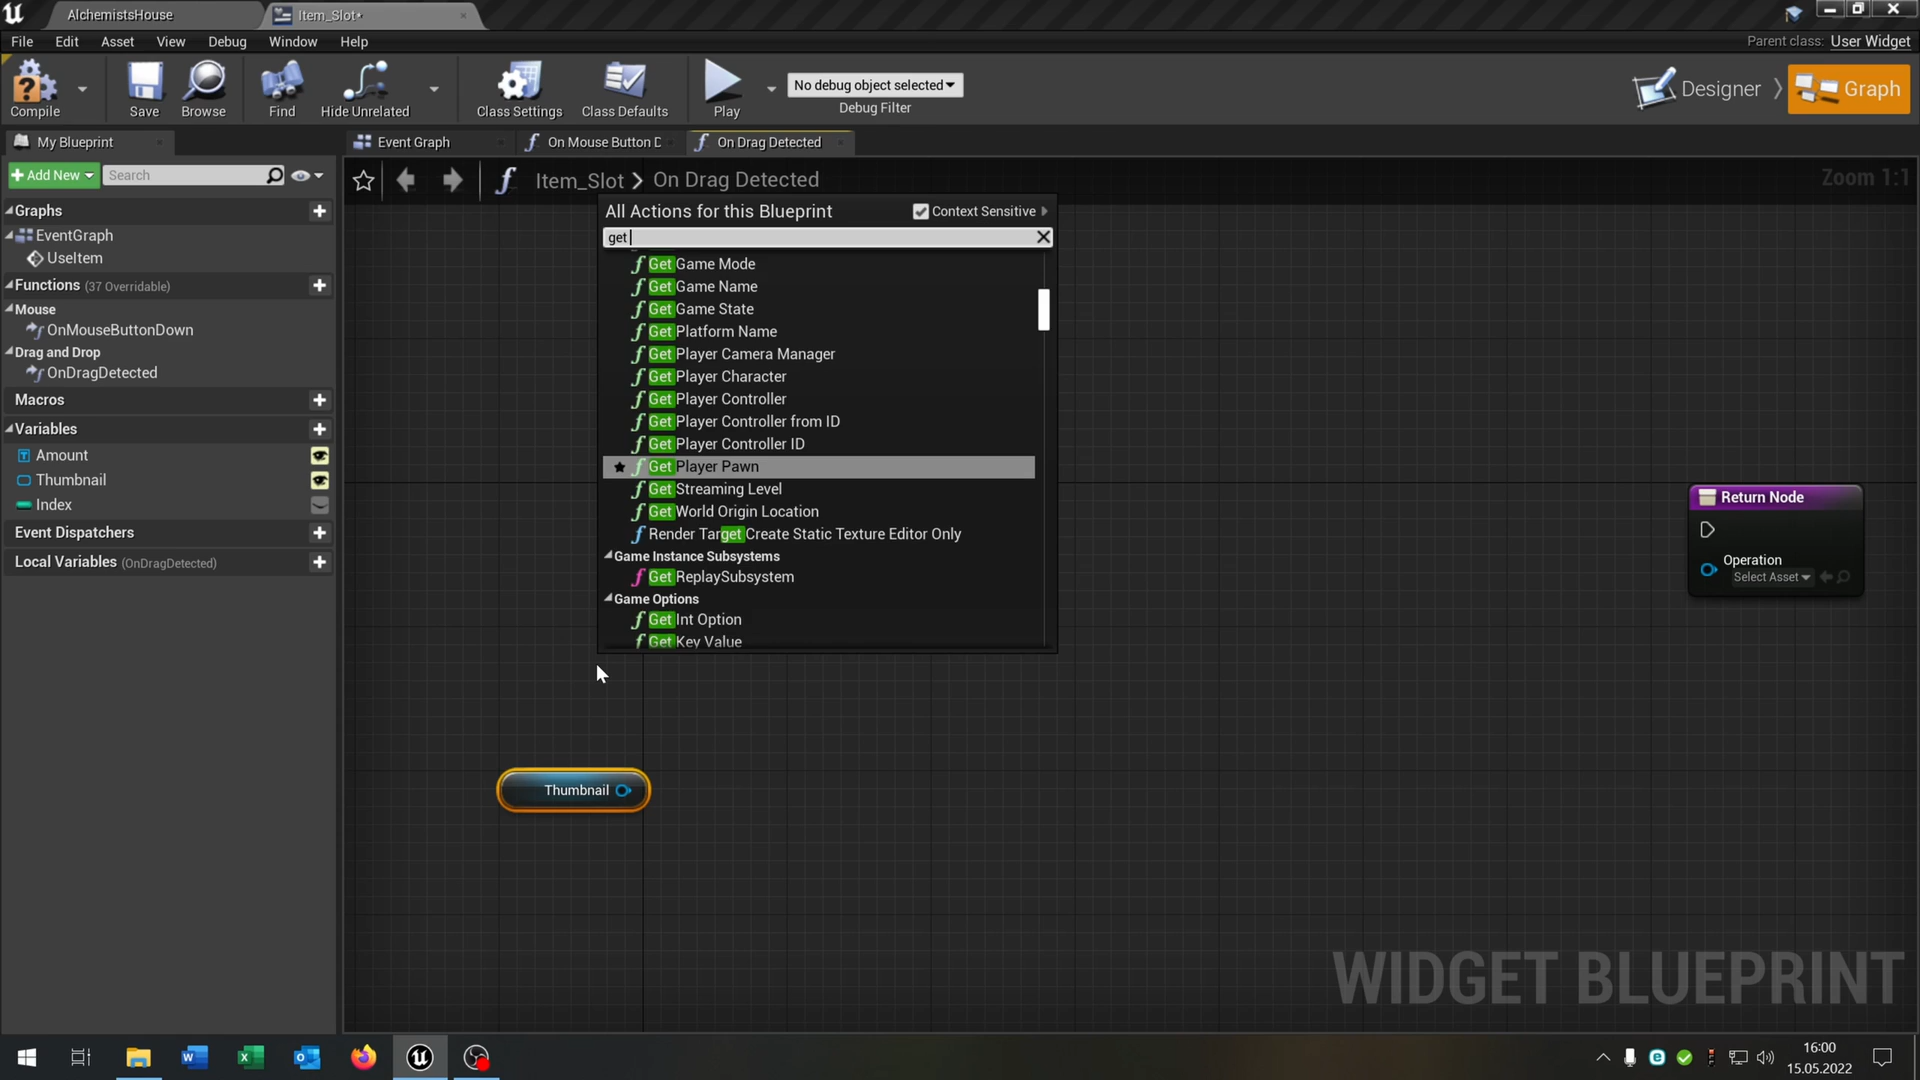 AlchemistsHouse
Item_Slot*
File
Edit
Asset
View
Debug
Window
Help
Parent class: User Widget
Compile
Save
Browse
Find
Hide Unrelated
Class Settings
Class Defaults
Play
No debug object selected
Debug Filter
Designer
Graph
My Blueprint
Event Graph
On Mouse Button D
On Drag Detected
Add New
Search
Item_Slot > On Drag Detected
Zoom 1:1
Graphs
EventGraph
UseItem
Functions (37 Overridable)
Mouse
OnMouseButtonDown
Drag and Drop
OnDragDetected
Macros
Variables
Amount
Thumbnail
Index
Event Dispatchers
Local Variables (OnDragDetected)
All Actions for this Blueprint
Context Sensitive
get
Get Game Mode
Get Game Name
Get Game State
Get Platform Name
Get Player Camera Manager
Get Player Character
Get Player Controller
Get Player Controller from ID
Get Player Controller ID
Get Player Pawn
Get Streaming Level
Get World Origin Location
Render Target Create Static Texture Editor Only
Game Instance Subsystems
Get ReplaySubsystem
Game Options
Get Int Option
Get Key Value
Return Node
Operation
Select Asset
Thumbnail
WIDGET BLUEPRINT
16:00
15.05.2022